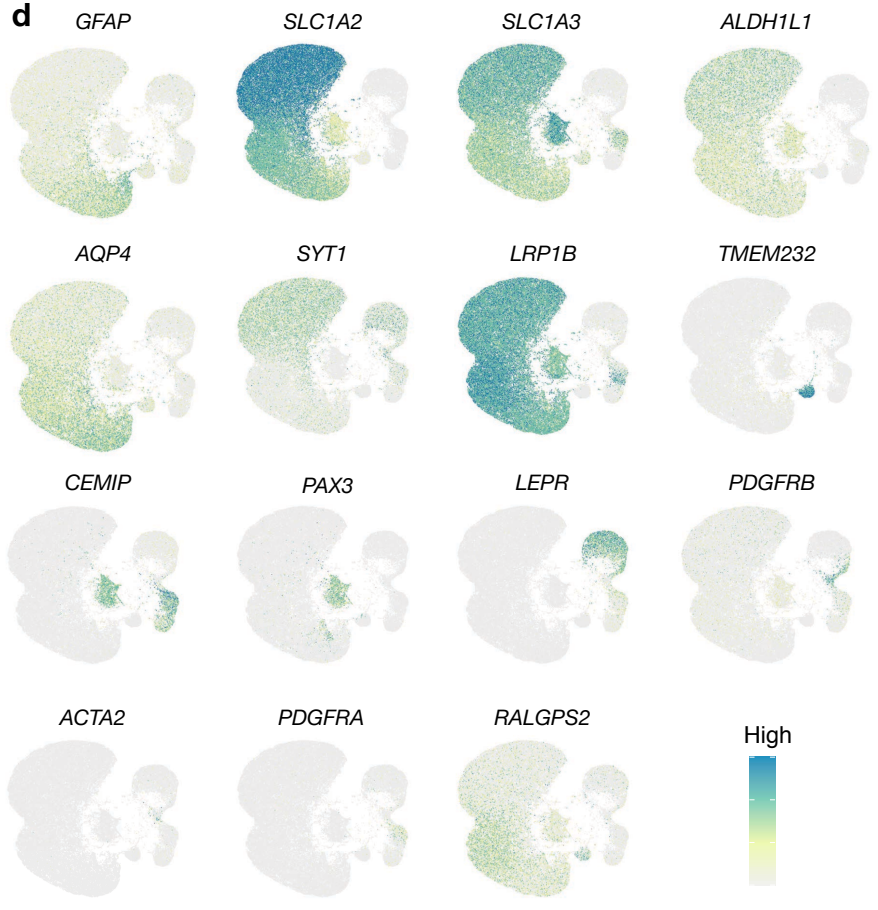 d
GFAP SLC1A2 SLC1A3 ALDH1L1
AQP4 SYT1 LRP1B TMEM232
CEMIP PAX3 LEPR PDGFRB
ACTA2 PDGFRA RALGPS2
High